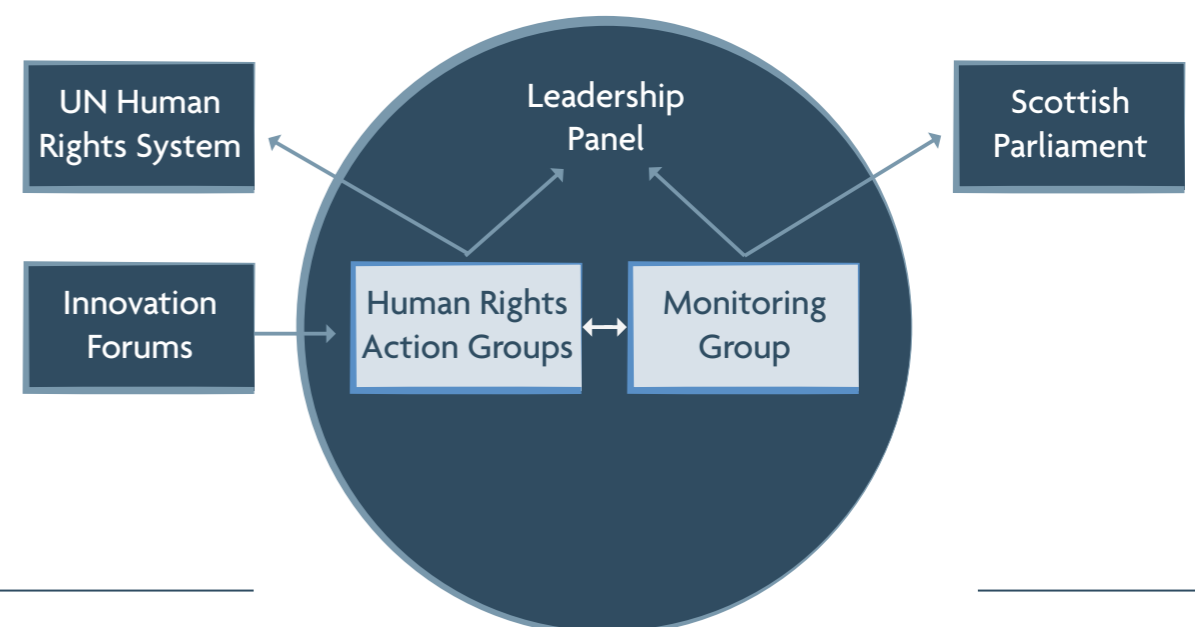 UN Human
Rights System
Leadership
Panel
Scottish
Parliament
Innovation
Forums
Human Rights
Action Groups
Monitoring
Group